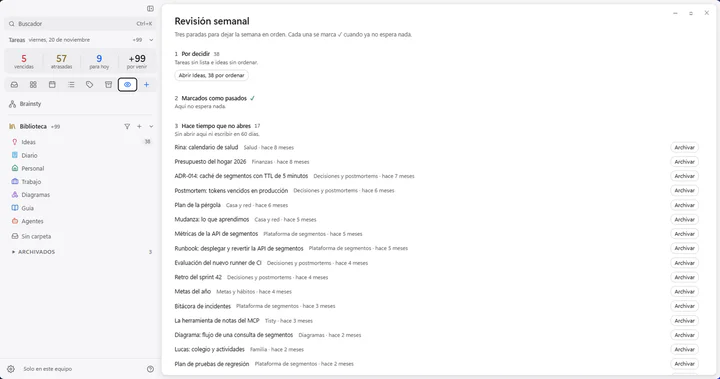 Buscador Ctrl+K
Tareas viernes, 20 de noviembre +99
5 57 9 +99
vencidas atrasadas para hoy por venir
Brainsty
Biblioteca +99
Ideas 38
Diario
Personal
Trabajo
Diagramas
Guía
Agentes
Sin carpeta
ARCHIVADOS 3
Solo en este equipo
Revisión semanal
Tres paradas para dejar la semana en orden. Cada una se marca ✓ cuando ya no espera nada.
1 Por decidir 38
Tareas sin lista e ideas sin ordenar.
Abrir Ideas, 38 por ordenar
2 Marcados como pasados ✓
Aquí no espera nada.
3 Hace tiempo que no abres 17
Sin abrir aquí ni escribir en 60 días.
Rina: calendario de salud Salud · hace 8 meses Archivar
Presupuesto del hogar 2026 Finanzas · hace 8 meses Archivar
ADR-014: caché de segmentos con TTL de 5 minutos Decisiones y postmortems · hace 7 meses Archivar
Postmortem: tokens vencidos en producción Decisiones y postmortems · hace 6 meses Archivar
Plan de la pérgola Casa y red · hace 6 meses Archivar
Mudanza: lo que aprendimos Casa y red · hace 5 meses Archivar
Métricas de la API de segmentos Plataforma de segmentos · hace 5 meses Archivar
Runbook: desplegar y revertir la API de segmentos Plataforma de segmentos · hace 5 meses Archivar
Evaluación del nuevo runner de CI Decisiones y postmortems · hace 4 meses Archivar
Retro del sprint 42 Decisiones y postmortems · hace 4 meses Archivar
Metas del año Metas y hábitos · hace 4 meses Archivar
Bitácora de incidentes Plataforma de segmentos · hace 3 meses Archivar
La herramienta de notas del MCP Tisty · hace 3 meses Archivar
Diagrama: flujo de una consulta de segmentos Diagramas · hace 2 meses Archivar
Lucas: colegio y actividades Familia · hace 2 meses Archivar
Plan de pruebas de regresión Plataforma de segmentos · hace 2 meses Archivar